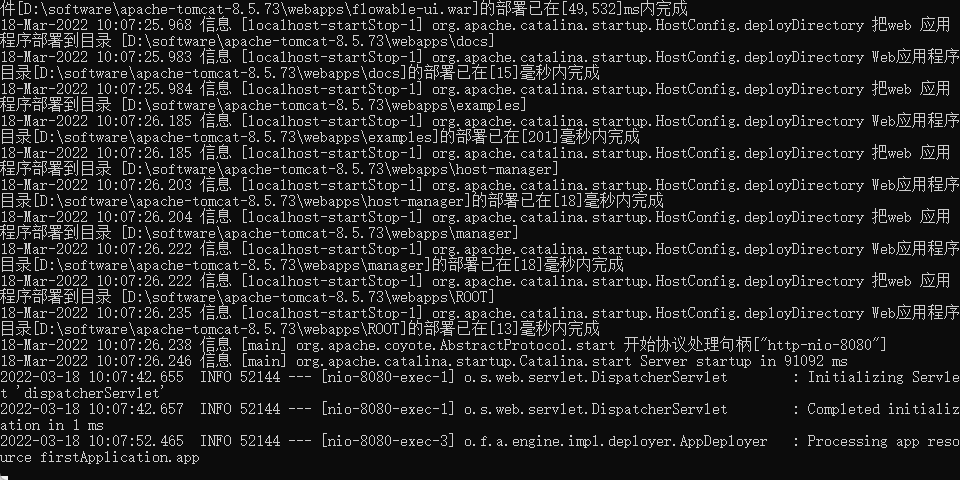 件[D:\software\apache-tomcat-8.5.73\webapps\flowable-ui.war]的部署已在[49,532]ms内完成
18-Mar-2022 10:07:25.968 信息 [localhost-startStop-1] org.apache.catalina.startup.HostConfig.deployDirectory 把web 应用
程序部署到目录 [D:\software\apache-tomcat-8.5.73\webapps\docs]
18-Mar-2022 10:07:25.983 信息 [localhost-startStop-1] org.apache.catalina.startup.HostConfig.deployDirectory Web应用程序
目录[D:\software\apache-tomcat-8.5.73\webapps\docs]的部署已在[15]毫秒内完成
18-Mar-2022 10:07:25.984 信息 [localhost-startStop-1] org.apache.catalina.startup.HostConfig.deployDirectory 把web 应用
程序部署到目录 [D:\software\apache-tomcat-8.5.73\webapps\examples]
18-Mar-2022 10:07:26.185 信息 [localhost-startStop-1] org.apache.catalina.startup.HostConfig.deployDirectory Web应用程序
目录[D:\software\apache-tomcat-8.5.73\webapps\examples]的部署已在[201]毫秒内完成
18-Mar-2022 10:07:26.185 信息 [localhost-startStop-1] org.apache.catalina.startup.HostConfig.deployDirectory 把web 应用
程序部署到目录 [D:\software\apache-tomcat-8.5.73\webapps\host-manager]
18-Mar-2022 10:07:26.203 信息 [localhost-startStop-1] org.apache.catalina.startup.HostConfig.deployDirectory Web应用程序
目录[D:\software\apache-tomcat-8.5.73\webapps\host-manager]的部署已在[18]毫秒内完成
18-Mar-2022 10:07:26.204 信息 [localhost-startStop-1] org.apache.catalina.startup.HostConfig.deployDirectory 把web 应用
程序部署到目录 [D:\software\apache-tomcat-8.5.73\webapps\manager]
18-Mar-2022 10:07:26.222 信息 [localhost-startStop-1] org.apache.catalina.startup.HostConfig.deployDirectory Web应用程序
目录[D:\software\apache-tomcat-8.5.73\webapps\manager]的部署已在[18]毫秒内完成
18-Mar-2022 10:07:26.222 信息 [localhost-startStop-1] org.apache.catalina.startup.HostConfig.deployDirectory 把web 应用
程序部署到目录 [D:\software\apache-tomcat-8.5.73\webapps\ROOT]
18-Mar-2022 10:07:26.235 信息 [localhost-startStop-1] org.apache.catalina.startup.HostConfig.deployDirectory Web应用程序
目录[D:\software\apache-tomcat-8.5.73\webapps\ROOT]的部署已在[13]毫秒内完成
18-Mar-2022 10:07:26.238 信息 [main] org.apache.coyote.AbstractProtocol.start 开始协议处理句柄["http-nio-8080"]
18-Mar-2022 10:07:26.246 信息 [main] org.apache.catalina.startup.Catalina.start Server startup in 91092 ms
2022-03-18 10:07:42.655  INFO 52144 --- [nio-8080-exec-1] o.s.web.servlet.DispatcherServlet        : Initializing Servle
t 'dispatcherServlet'
2022-03-18 10:07:42.657  INFO 52144 --- [nio-8080-exec-1] o.s.web.servlet.DispatcherServlet        : Completed initializ
ation in 1 ms
2022-03-18 10:07:52.465  INFO 52144 --- [nio-8080-exec-3] o.f.a.engine.impl.deployer.AppDeployer   : Processing app reso
urce firstApplication.app